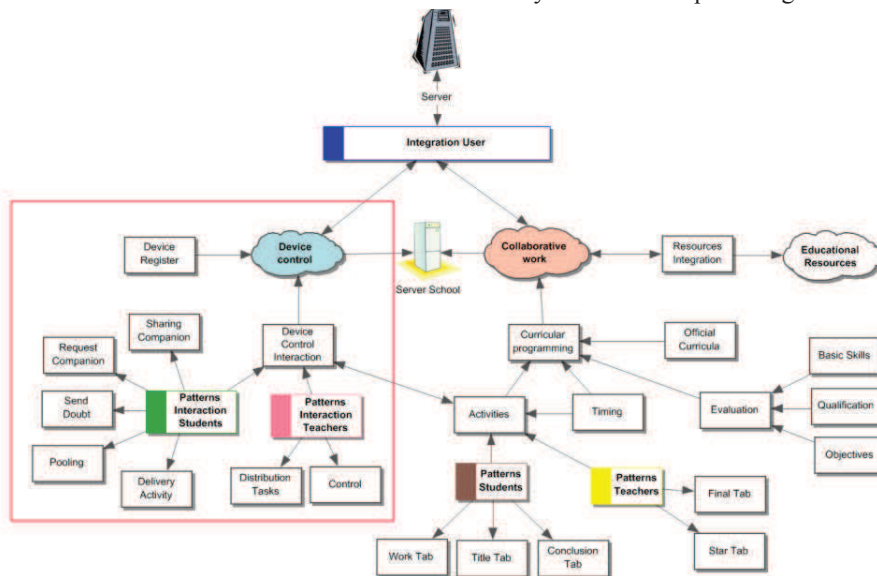 Server
Integration User
Device
Register
Device
control
Server School
Collaborative
work
Resources
Integration
Educational
Resources
Sharing
Companion
Request
Companion
Device
Control
Interaction
Curricular
programming
Official
Curricula
Basic Skills
Send
Doubt
Patterns
Interaction
Students
Patterns
Interaction
Teachers
Activities
Timing
Evaluation
Qualification
Pooling
Delivery
Activity
Distribution
Tasks
Control
Objectives
Patterns
Students
Patterns
Teachers
Final Tab
Work Tab
Title Tab
Conclusion
Tab
Star Tab